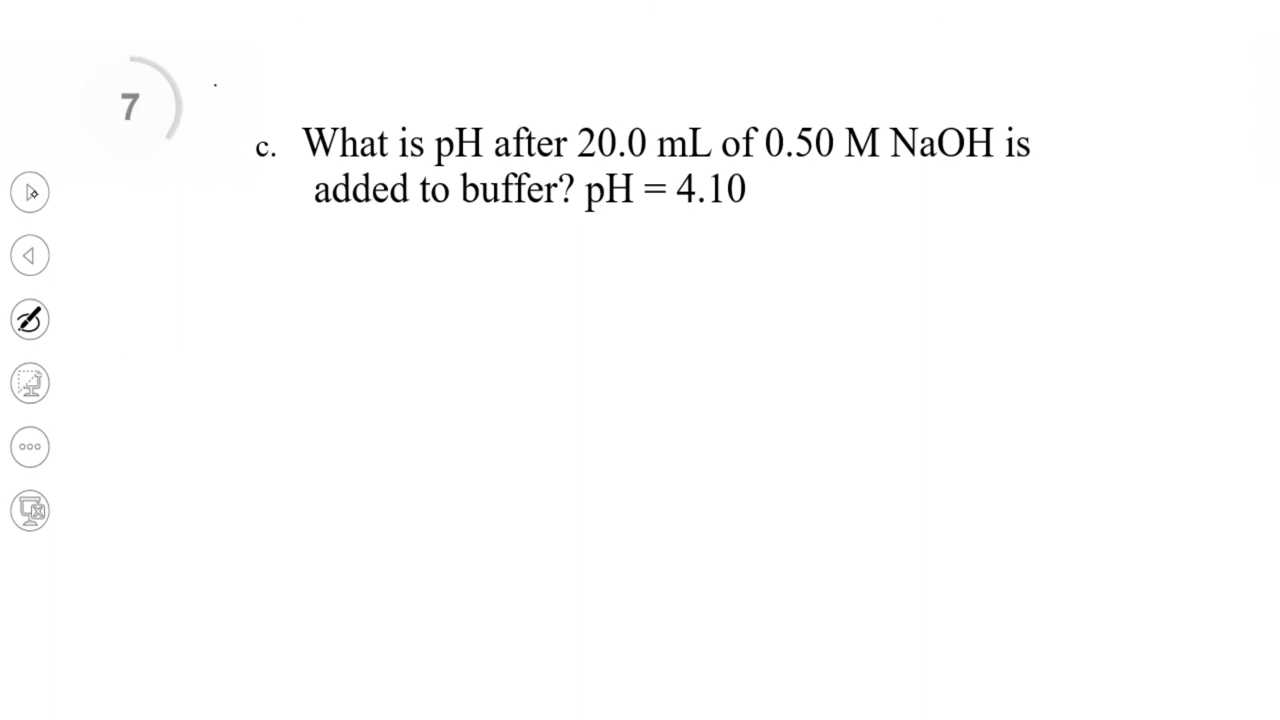 7
c. What is pH after 20.0 mL of 0.50 M NaOH is
added to buffer? pH = 4.10